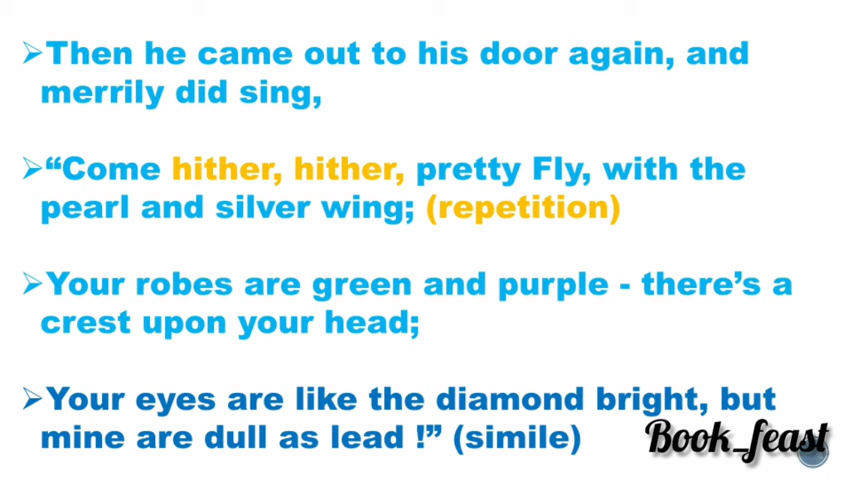 ➢Then he came out to his door again, and
merrily did sing,
➢“Come hither, hither, pretty Fly, with the
pearl and silver wing; (repetition)
➢Your robes are green and purple - there’s a
crest upon your head;
➢Your eyes are like the diamond bright, but
mine are dull as lead !” (simile)
Book_feast